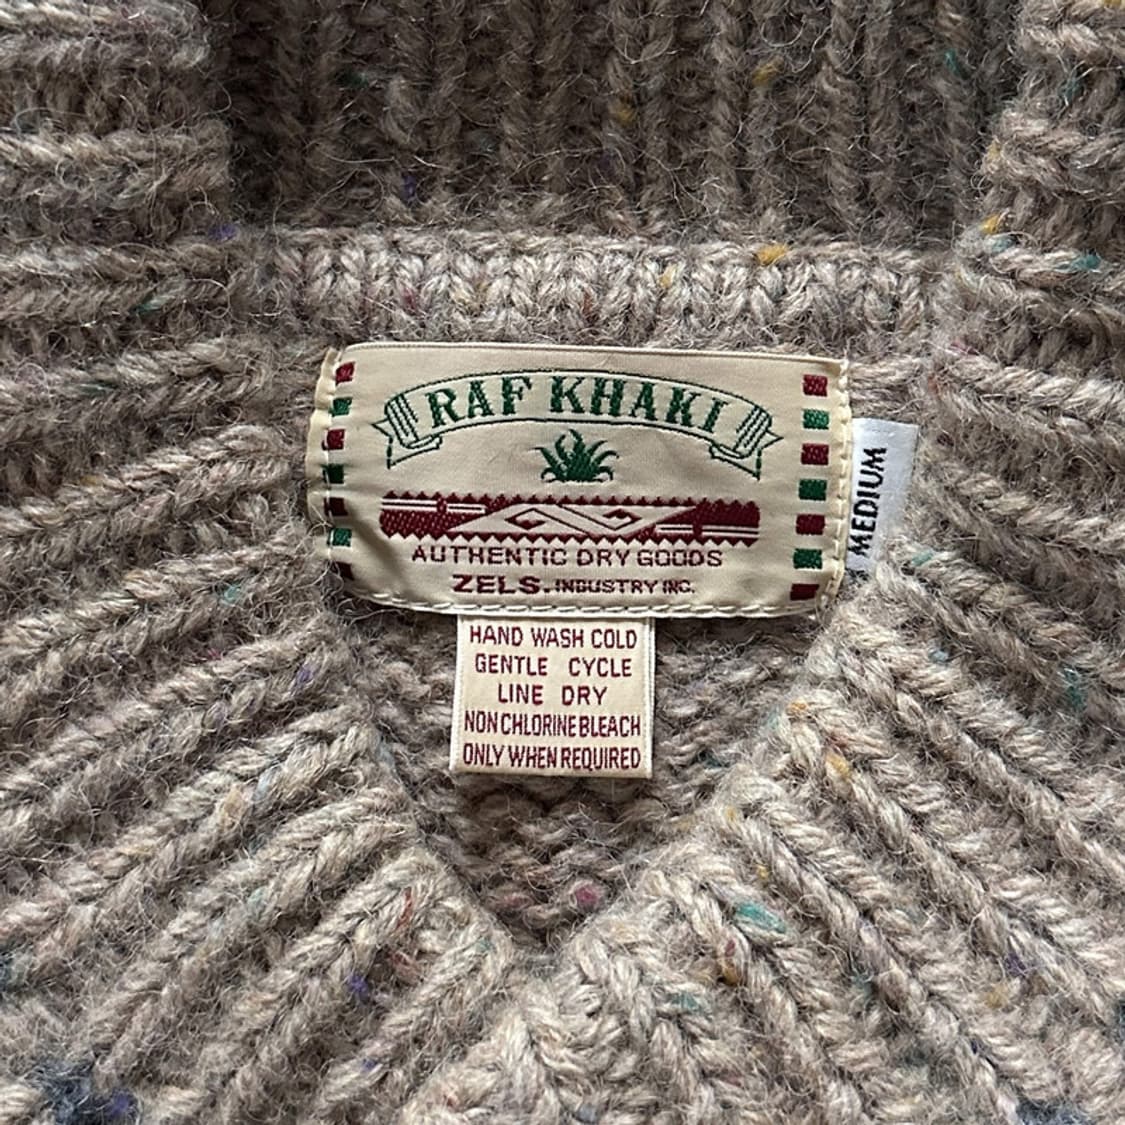 RAF KHAKI
AUTHENTIC DRY GOODS
ZELS. INDUSTRY INC.
MEDIUM
HAND WASH COLD
GENTLE CYCLE
LINE DRY
NON CHLORINE BLEACH
ONLY WHEN REQUIRED